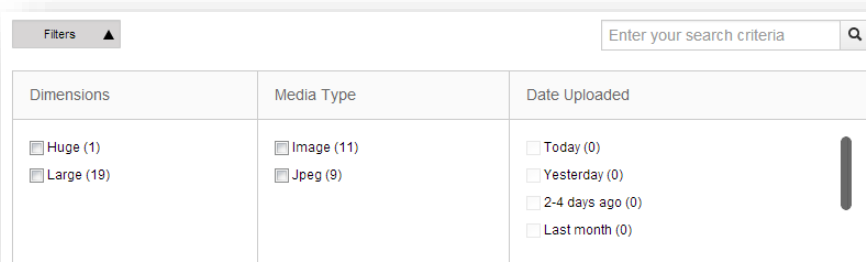 Filters
Enter your search criteria
Dimensions
Media Type
Date Uploaded
Huge (1)
Image (11)
Today (0)
Large (19)
Jpeg (9)
Yesterday (0)
2-4 days ago (0)
Last month (0)